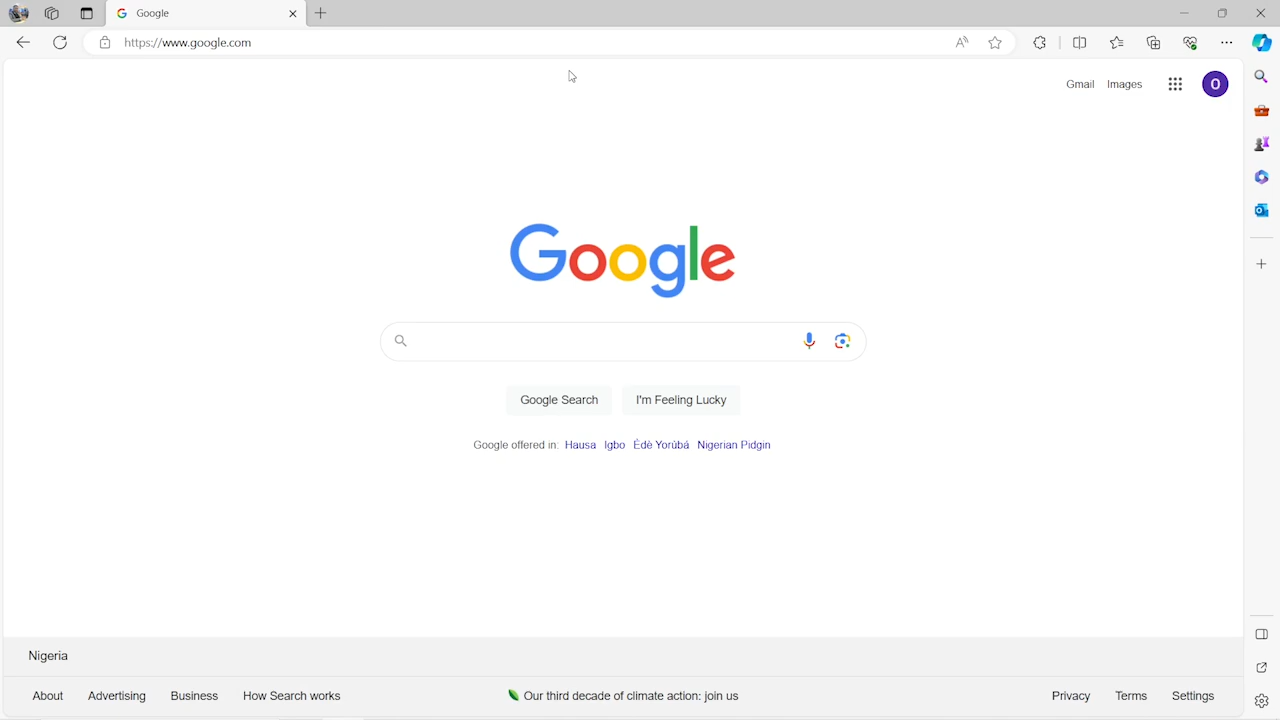 Google
https://www.google.com
Gmail Images O
Google
Google Search I'm Feeling Lucky
Google offered in: Hausa Igbo Èdè Yorùbá Nigerian Pidgin
Nigeria
About Advertising Business How Search works Our third decade of climate action: join us Privacy Terms Settings